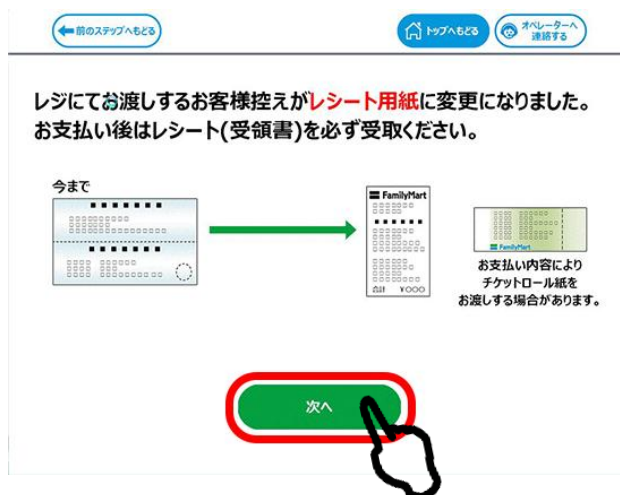 前のステップへもどる
トップへもどる
オペレーターへ
連絡する
レジにてお渡しするお客様控えがレシート用紙に変更になりました。
お支払い後はレシート(受領書)を必ず受取ください。
今まで
FamilyMart
合計 ￥○○○
FamilyMart
お支払い内容により
チケットロール紙を
お渡しする場合があります。
次へ